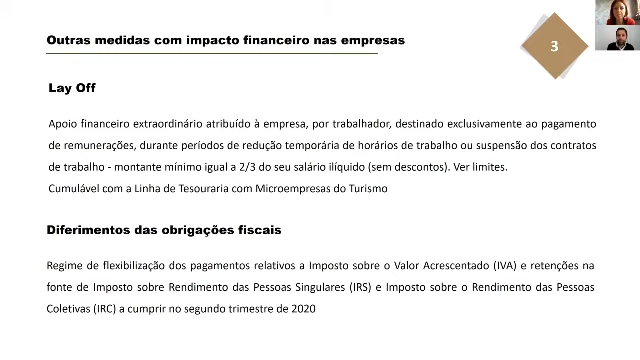 Outras medidas com impacto financeiro nas empresas
3
Lay Off
Apoio financeiro extraordinário atribuído à empresa, por trabalhador, destinado exclusivamente ao pagamento
de remunerações, durante períodos de redução temporária de horários de trabalho ou suspensão dos contratos
de trabalho - montante mínimo igual a 2/3 do seu salário ilíquido (sem descontos). Ver limites.
Cumulável com a Linha de Tesouraria com Microempresas do Turismo
Diferimentos das obrigações fiscais
Regime de flexibilização dos pagamentos relativos a Imposto sobre o Valor Acrescentado (IVA) e retenções na
fonte de Imposto sobre Rendimento das Pessoas Singulares (IRS) e Imposto sobre o Rendimento das Pessoas
Coletivas (IRC) a cumprir no segundo trimestre de 2020